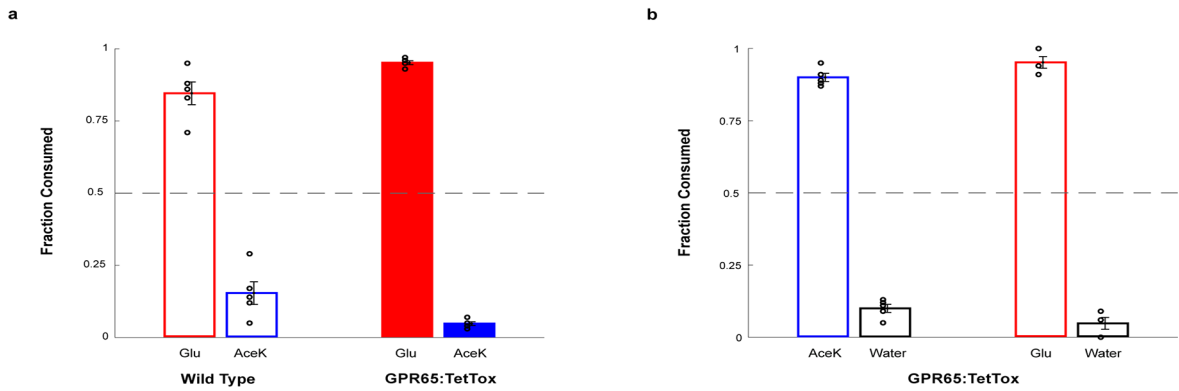 a
Fraction Consumed
1
0.75
0.5
0.25
0
Glu AceK Glu AceK
Wild Type GPR65:TetTox
b
Fraction Consumed
1
0.75
0.5
0.25
0
AceK Water Glu Water
GPR65:TetTox